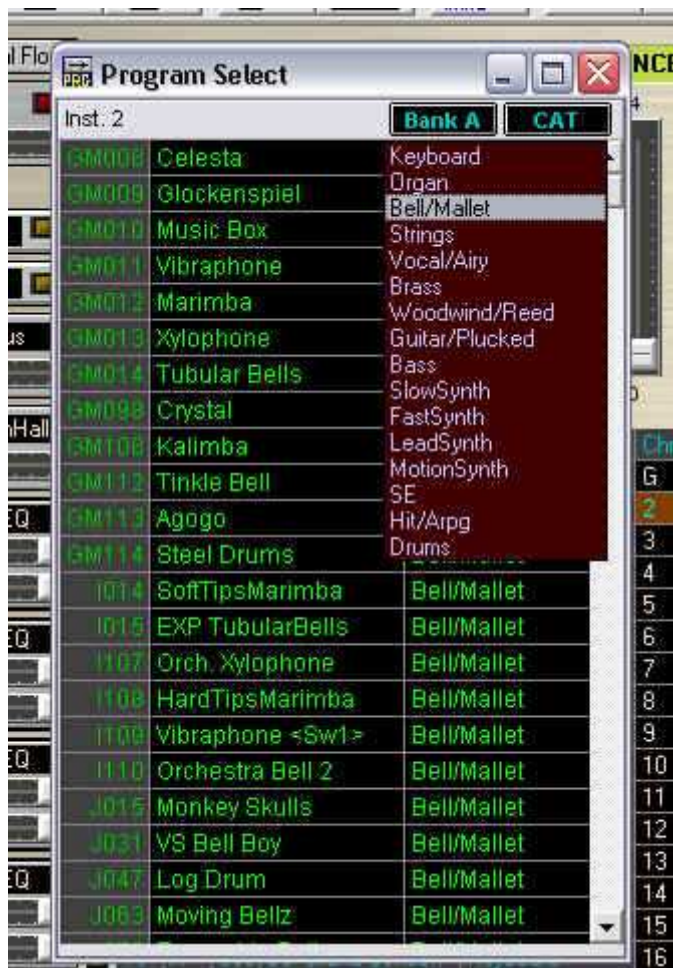 Program Select
Inst. 2
Bank A
CAT
GM008 Celesta
GM009 Glockenspiel
GM010 Music Box
GM011 Vibraphone
GM012 Marimba
GM013 Xylophone
GM014 Tubular Bells
GM098 Crystal
GM108 Kalimba
GM112 Tinkle Bell
GM113 Agogo
GM114 Steel Drums
I014 SoftTipsMarimba Bell/Mallet
I015 EXP TubularBells Bell/Mallet
I107 Orch. Xylophone Bell/Mallet
I108 HardTipsMarimba Bell/Mallet
I109 Vibraphone <Sw1> Bell/Mallet
I110 Orchestra Bell 2 Bell/Mallet
J015 Monkey Skulls Bell/Mallet
J031 VS Bell Boy Bell/Mallet
J047 Log Drum Bell/Mallet
J063 Moving Bellz Bell/Mallet
Keyboard
Organ
Bell/Mallet
Strings
Vocal/Airy
Brass
Woodwind/Reed
Guitar/Plucked
Bass
SlowSynth
FastSynth
LeadSynth
MotionSynth
SE
Hit/Arpg
Drums
G
2
3
4
5
6
7
8
9
10
11
12
13
14
15
16